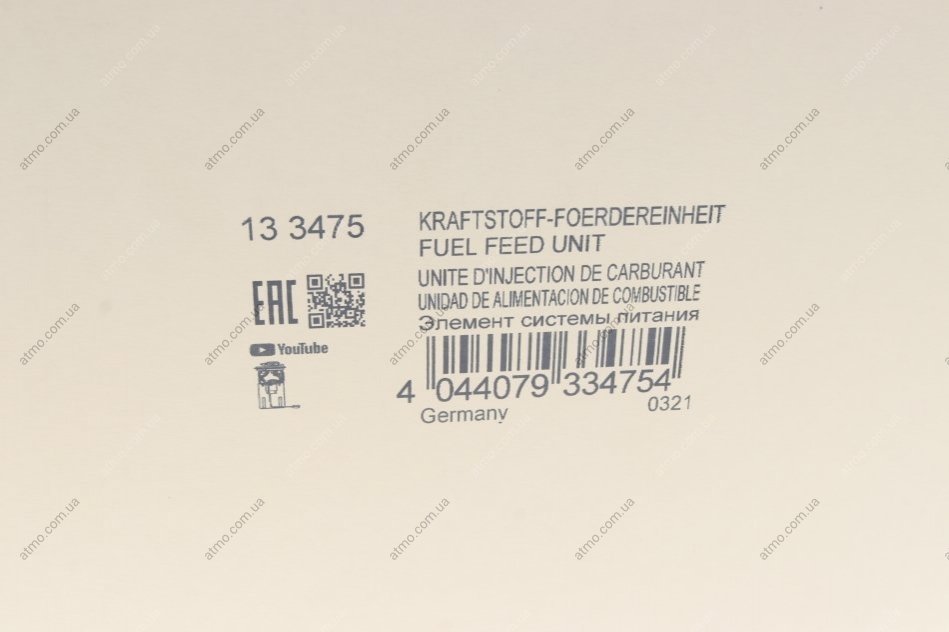 13 3475
KRAFTSTOFF-FOERDEREINHEIT
FUEL FEED UNIT
UNITE D'INJECTION DE CARBURANT
UNIDAD DE ALIMENTACION DE COMBUSTIBLE
Элемент системы питания
EAC
YouTube
4 044079 334754
Germany
0321
atmo.com.ua